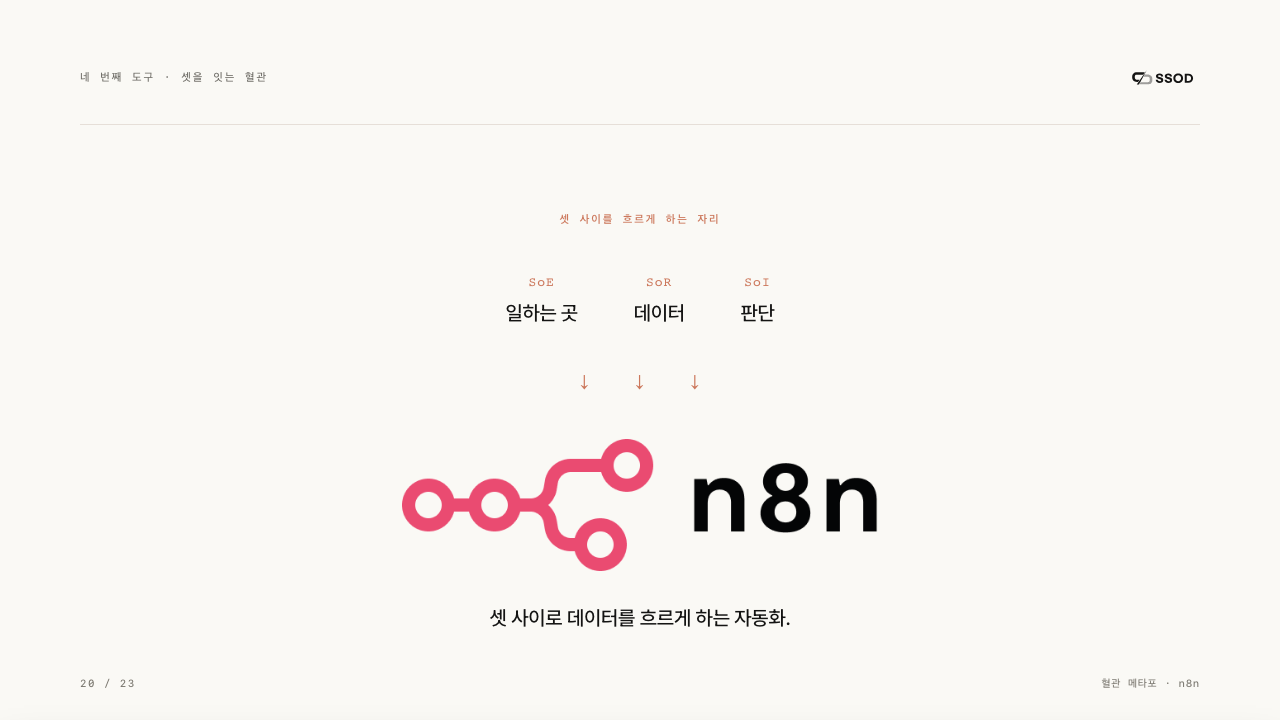 네 번째 도구 · 셋을 잇는 혈관
SSOD
셋 사이를 흐르게 하는 자리
SoE SoR SoI
일하는 곳 데이터 판단
↓ ↓ ↓
n8n
셋 사이로 데이터를 흐르게 하는 자동화.
20 / 23
혈관 메타포 · n8n